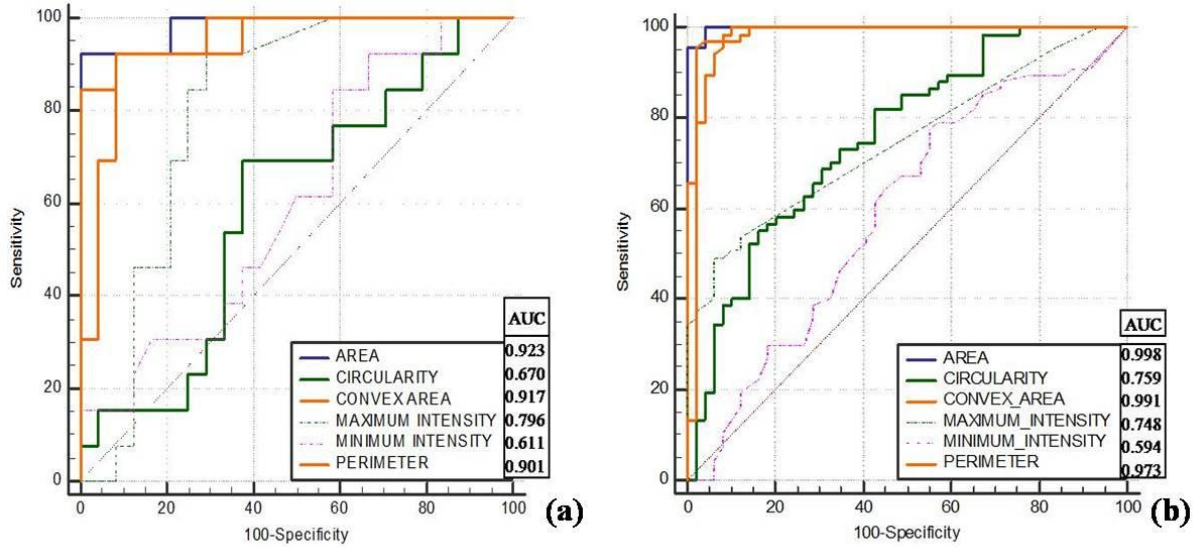 100
80
60
40
20
0
Sensitivity
0 20 40 60 80 100
100-Specificity
AUC
AREA 0.923
CIRCULARITY 0.670
CONVEX AREA 0.917
MAXIMUM INTENSITY 0.796
MINIMUM INTENSITY 0.611
PERIMETER 0.901
(a)
100
80
60
40
20
0
Sensitivity
0 20 40 60 80 100
100-Specificity
AUC
AREA 0.998
CIRCULARITY 0.759
CONVEX_AREA 0.991
MAXIMUM_INTENSITY 0.748
MINIMUM_INTENSITY 0.594
PERIMETER 0.973
(b)